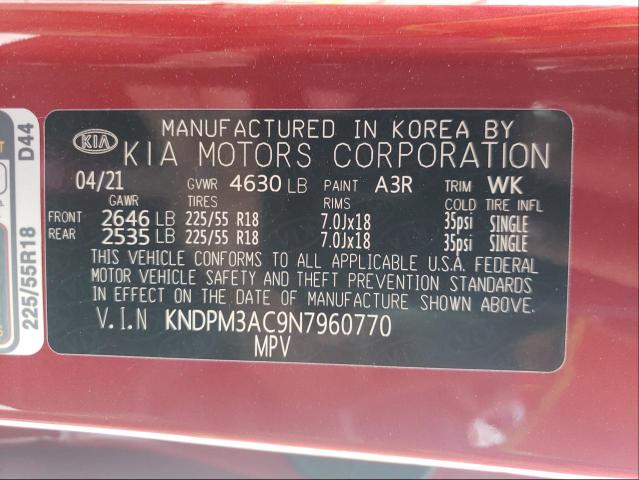 MANUFACTURED IN KOREA BY
KIA KIA MOTORS CORPORATION
04/21 GVWR 4630 LB PAINT A3R TRIM WK
GAWR TIRES RIMS COLD TIRE INFL
FRONT 2646 LB 225/55 R18 7.0Jx18 35psi SINGLE
REAR 2535 LB 225/55 R18 7.0Jx18 35psi SINGLE
THIS VEHICLE CONFORMS TO ALL APPLICABLE U.S.A. FEDERAL
MOTOR VEHICLE SAFETY AND THEFT PREVENTION STANDARDS
IN EFFECT ON THE DATE OF MANUFACTURE SHOWN ABOVE.
V.I.N KNDPM3AC9N7960770
MPV
225/55R18 D44